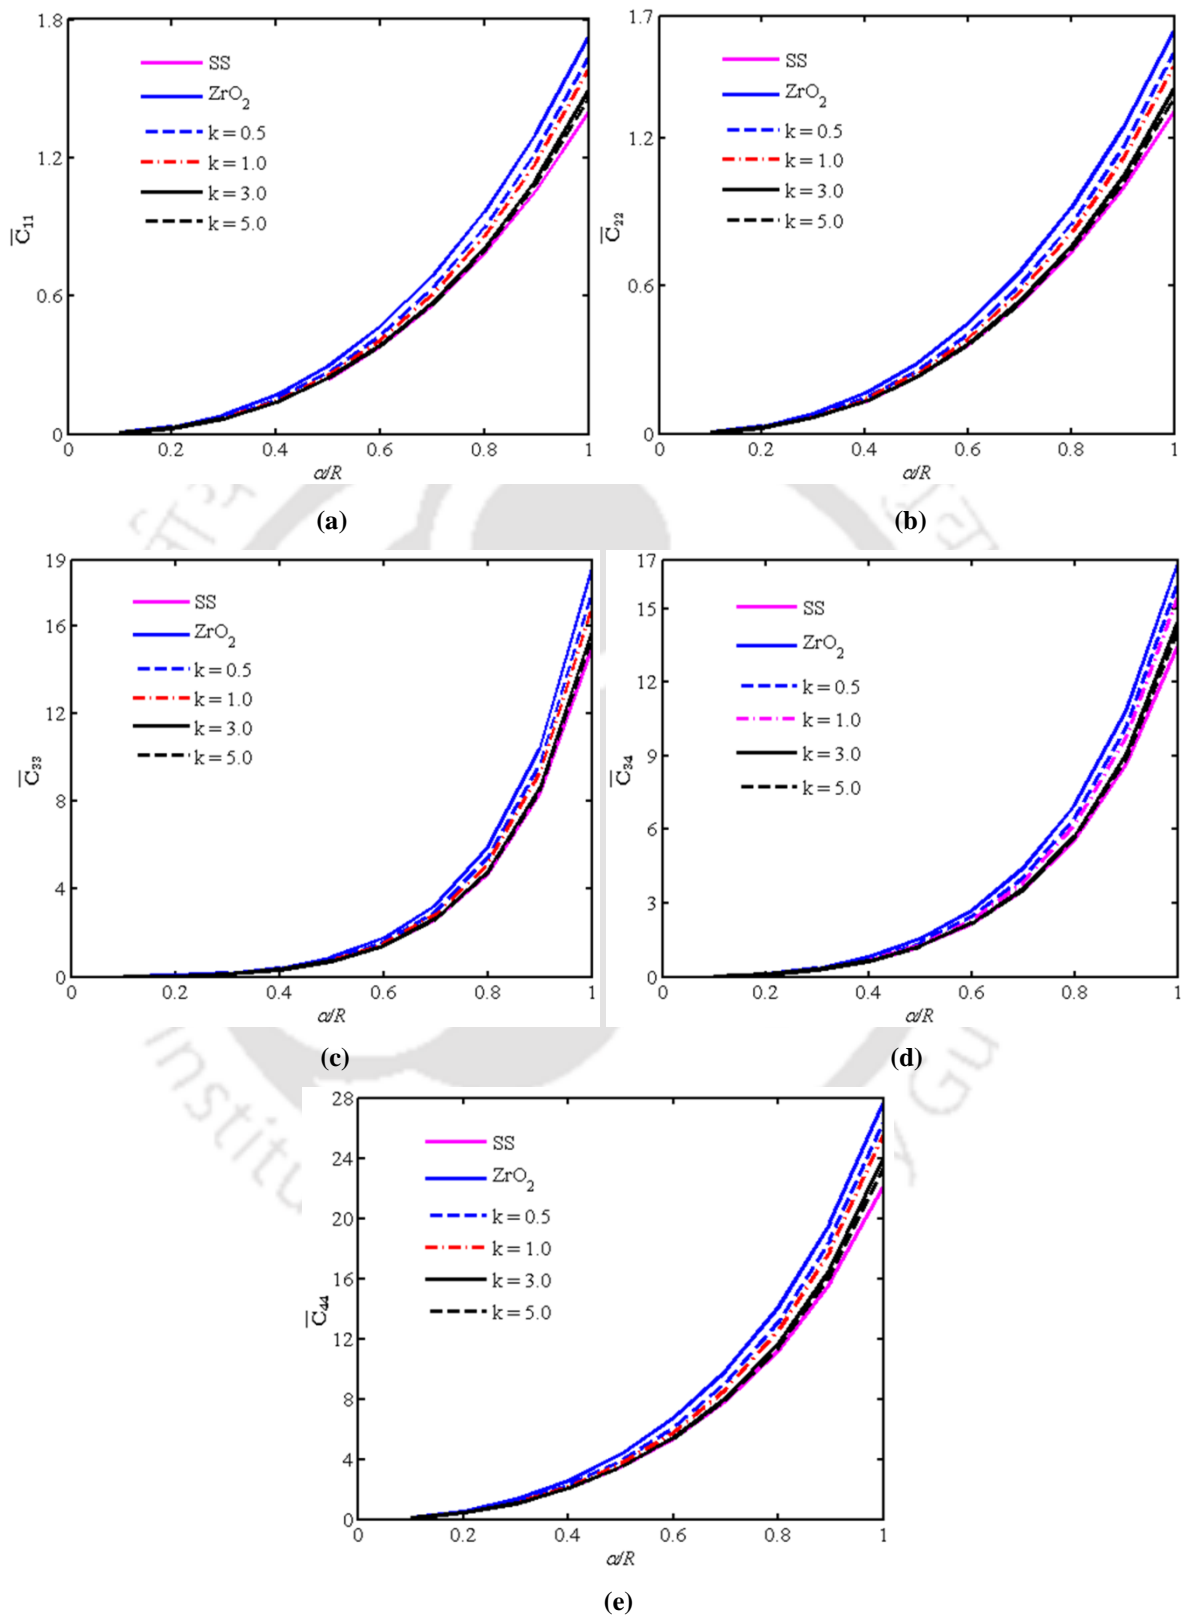 1.8
1.2
0.6
0
C̅₁₁
SS
ZrO₂
k = 0.5
k = 1.0
k = 3.0
k = 5.0
0 0.2 0.4 0.6 0.8 1
α/R
(a)
1.7
1.2
0.6
0
C̅₂₂
SS
ZrO₂
k = 0.5
k = 1.0
k = 3.0
k = 5.0
0 0.2 0.4 0.6 0.8 1
α/R
(b)
19
16
12
8
4
0
C̅₃₃
SS
ZrO₂
k = 0.5
k = 1.0
k = 3.0
k = 5.0
0 0.2 0.4 0.6 0.8 1
α/R
(c)
17
15
12
9
6
3
0
C̅₃₄
SS
ZrO₂
k = 0.5
k = 1.0
k = 3.0
k = 5.0
0 0.2 0.4 0.6 0.8 1
α/R
(d)
Institu
y Gu
28
24
20
16
12
8
4
0
C̅₄₄
SS
ZrO₂
k = 0.5
k = 1.0
k = 3.0
k = 5.0
0 0.2 0.4 0.6 0.8 1
α/R
(e)